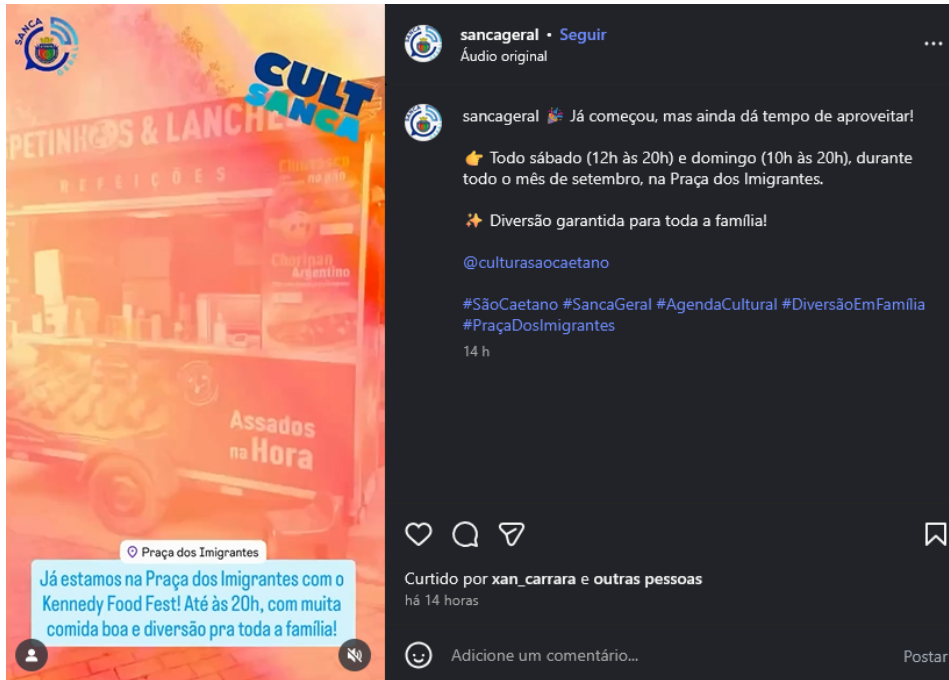 SANCA
GERAL
CULT
SANCA
PETINHOS & LANCHES
REFEIÇÕES
Churrasco
no pão
Choripan
Argentino
Assados
na Hora
Praça dos Imigrantes
Já estamos na Praça dos Imigrantes com o
Kennedy Food Fest! Até às 20h, com muita
comida boa e diversão pra toda a família!
sancageral • Seguir
Áudio original
sancageral 🎉 Já começou, mas ainda dá tempo de aproveitar!
👉 Todo sábado (12h às 20h) e domingo (10h às 20h), durante
todo o mês de setembro, na Praça dos Imigrantes.
✨ Diversão garantida para toda a família!
@culturasaocaetano
#SãoCaetano #SancaGeral #AgendaCultural #DiversãoEmFamília
#PraçaDosImigrantes
14 h
Curtido por xan_carrara e outras pessoas
há 14 horas
Adicione um comentário...
Postar